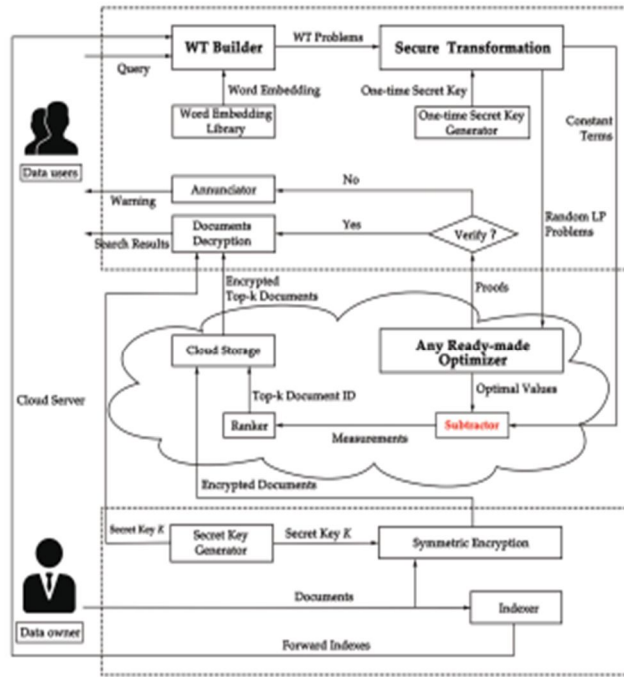 WT Builder
WT Problems
Secure Transformation
Query
Word Embedding
One-time Secret Key
Word Embedding
Library
One-time Secret Key
Generator
Constant
Terms
Data users
No
Annunciator
Warning
Documents
Decryption
Yes
Verify ?
Search Results
Random LP
Problems
Encrypted
Top-k Documents
Proofs
Cloud Storage
Any Ready-made
Optimizer
Cloud Server
Top-k Document ID
Optimal Values
Ranker
Measurements
Subtractor
Encrypted Documents
Secret Key K
Secret Key
Generator
Secret Key K
Symmetric Encryption
Documents
Indexer
Data owner
Forward Indexes